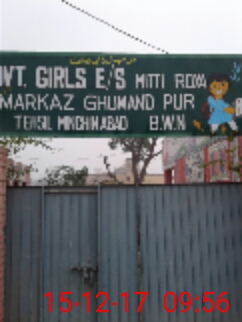 VT. GIRLS E/S MITTI ROYA
MARKAZ GHUMAND PUR
TEHSIL MINCHINABAD B.W.N
15-12-17 09:56